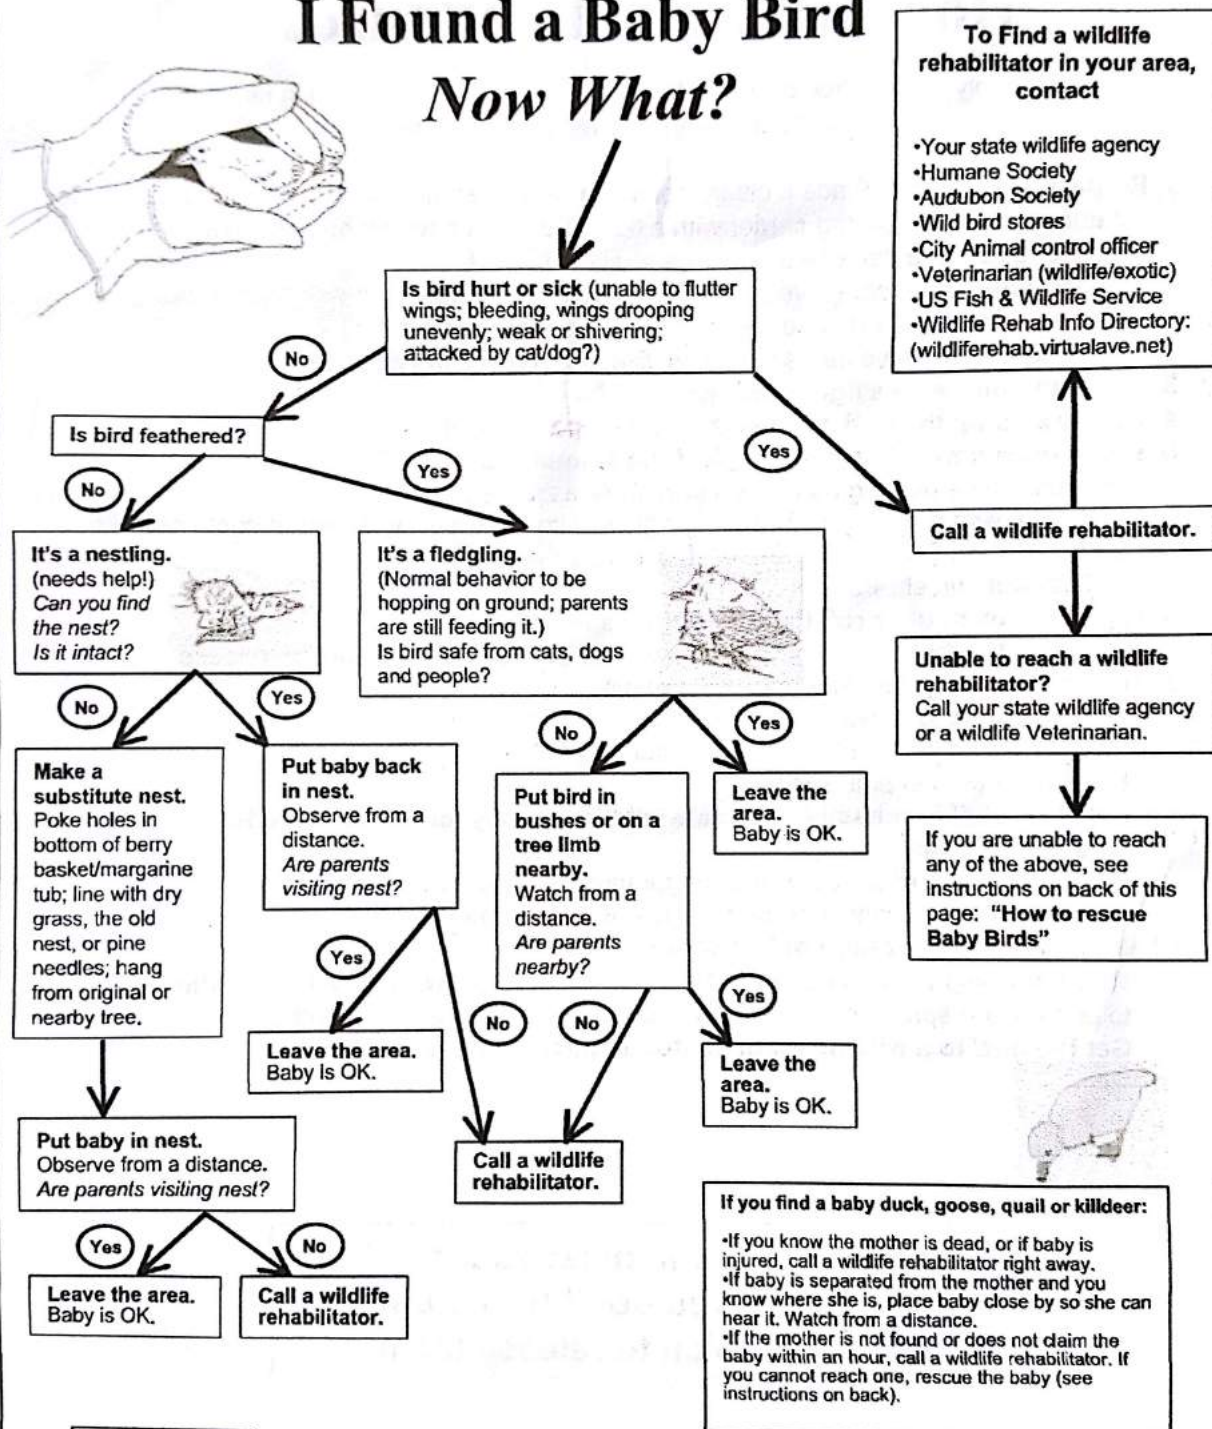 I Found a Baby Bird
Now What?
To Find a wildlife
rehabilitator in your area,
contact
•Your state wildlife agency
•Humane Society
•Audubon Society
•Wild bird stores
•City Animal control officer
•Veterinarian (wildlife/exotic)
•US Fish & Wildlife Service
•Wildlife Rehab Info Directory:
(wildliferehab.virtualave.net)
Is bird hurt or sick (unable to flutter
wings; bleeding, wings drooping
unevenly; weak or shivering;
attacked by cat/dog?)
No
Yes
Is bird feathered?
No
Yes
Call a wildlife rehabilitator.
It's a nestling.
(needs help!)
Can you find
the nest?
Is it intact?
It's a fledgling.
(Normal behavior to be
hopping on ground; parents
are still feeding it.)
Is bird safe from cats, dogs
and people?
Unable to reach a wildlife
rehabilitator?
Call your state wildlife agency
or a wildlife Veterinarian.
No
Yes
No
Yes
Make a
substitute nest.
Poke holes in
bottom of berry
basket/margarine
tub; line with dry
grass, the old
nest, or pine
needles; hang
from original or
nearby tree.
Put baby back
in nest.
Observe from a
distance.
Are parents
visiting nest?
Put bird in
bushes or on a
tree limb
nearby.
Watch from a
distance.
Are parents
nearby?
Leave the
area.
Baby is OK.
If you are unable to reach
any of the above, see
instructions on back of this
page: "How to rescue
Baby Birds"
Yes
No
No
Yes
Leave the area.
Baby is OK.
Leave the
area.
Baby is OK.
Put baby in nest.
Observe from a distance.
Are parents visiting nest?
Call a wildlife
rehabilitator.
Yes
No
Leave the area.
Baby is OK.
Call a wildlife
rehabilitator.
If you find a baby duck, goose, quail or killdeer:
•If you know the mother is dead, or if baby is
injured, call a wildlife rehabilitator right away.
•If baby is separated from the mother and you
know where she is, place baby close by so she can
hear it. Watch from a distance.
•If the mother is not found or does not claim the
baby within an hour, call a wildlife rehabilitator. If
you cannot reach one, rescue the baby (see
instructions on back).